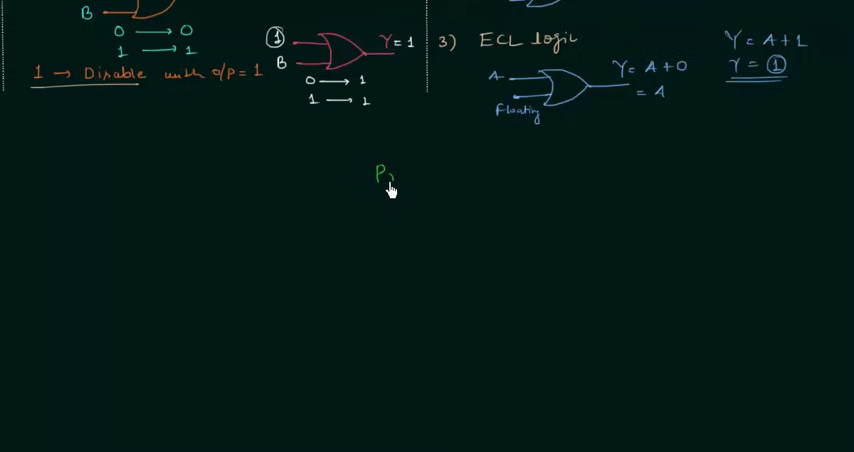 B
0 → 0
1 → 1
1 → Disable with o/p = 1
1
B
Y = 1
0 → 1
1 → 1
3) ECL logic
A
Floating
Y = A + 0
= A
Y = A + 1
Y = 1
P